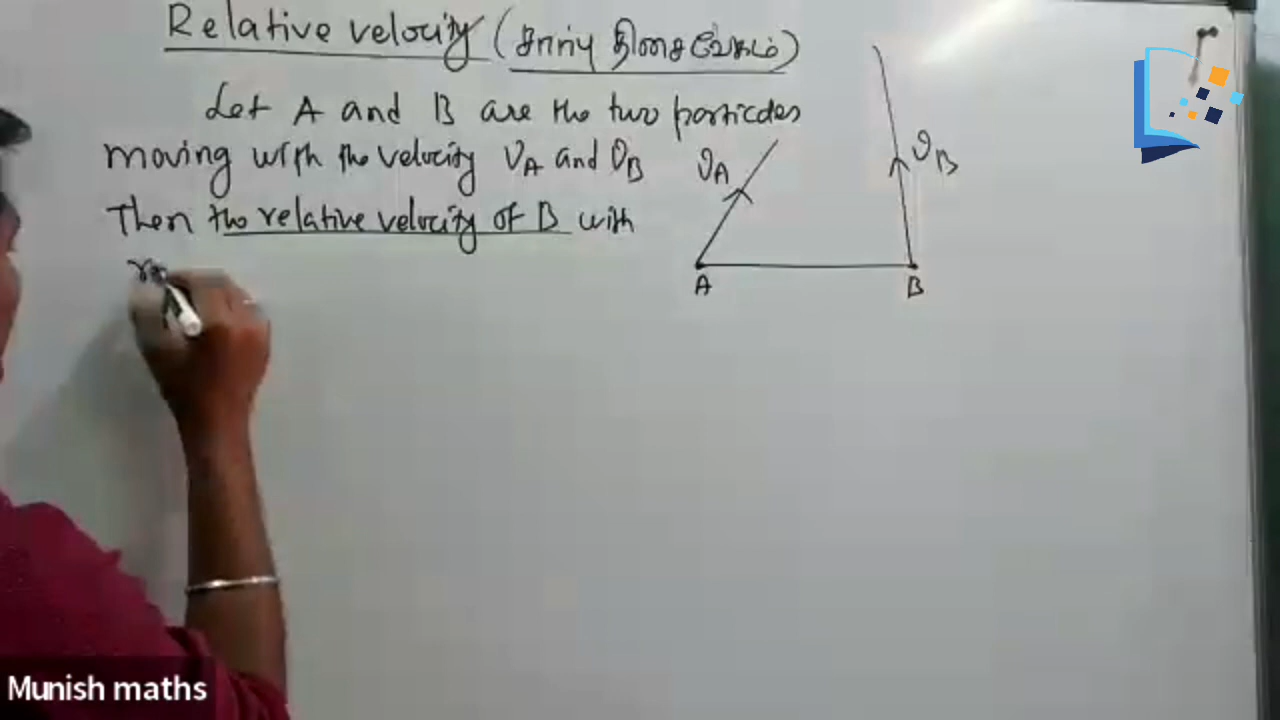 Relative velocity (சார்பு திசைவேகம்)
Let A and B are the two particles
moving with the velocity VA and VB
Then the relative velocity of B with
VA
VB
A
B
Munish maths